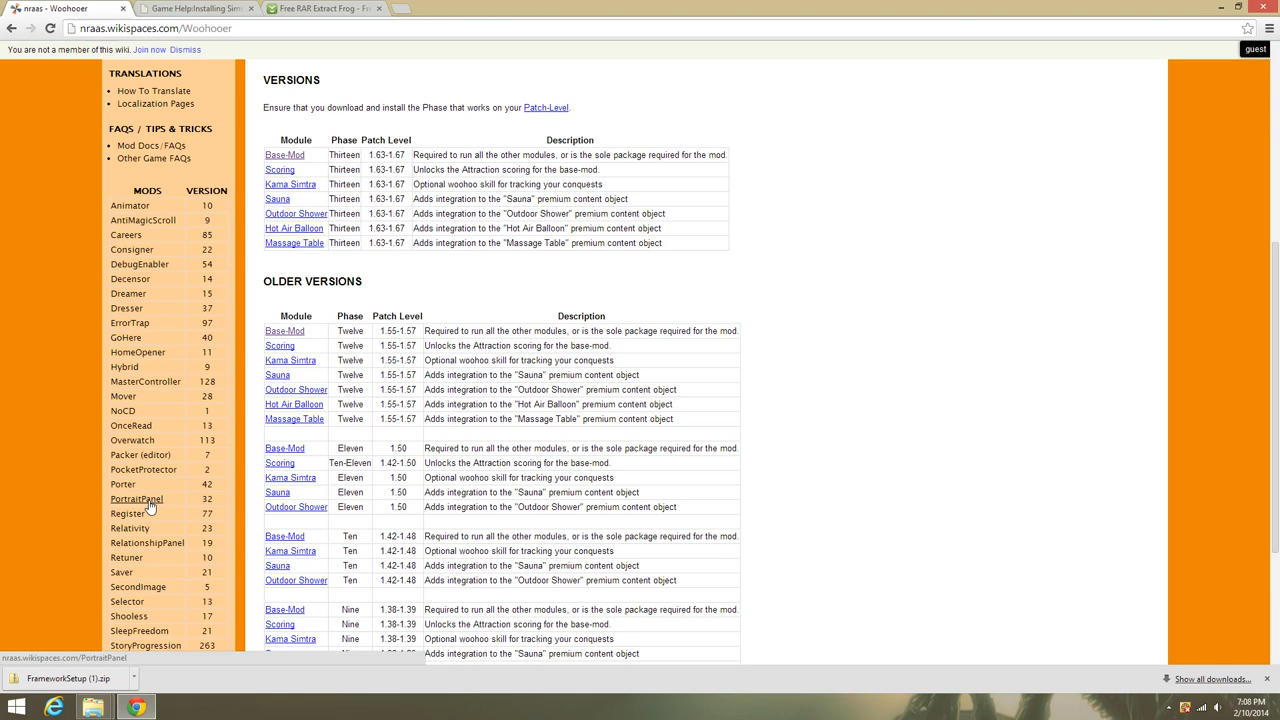 nraas - Woohooer
Game Help:Installing Sim
Free RAR Extract Frog - Fr
nraas.wikispaces.com/Woohooer
You are not a member of this wiki. Join now Dismiss
guest
TRANSLATIONS
How To Translate
Localization Pages
FAQS / TIPS & TRICKS
Mod Docs/FAQs
Other Game FAQs
MODS VERSION
Animator 10
AntiMagicScroll 9
Careers 85
Consigner 22
DebugEnabler 54
Decensor 14
Dreamer 15
Dresser 37
ErrorTrap 97
GoHere 40
HomeOpener 11
Hybrid 9
MasterController 128
Mover 28
NoCD 1
OnceRead 13
Overwatch 113
Packer (editor) 7
PocketProtector 2
Porter 42
PortraitPanel 32
Register 77
Relativity 23
RelationshipPanel 19
Retuner 10
Saver 21
SecondImage 5
Selector 13
Shooless 17
SleepFreedom 21
StoryProgression 263
VERSIONS
Ensure that you download and install the Phase that works on your Patch-Level.
Module Phase Patch Level Description
Base-Mod Thirteen 1.63-1.67 Required to run all the other modules, or is the sole package required for the mod.
Scoring Thirteen 1.63-1.67 Unlocks the Attraction scoring for the base-mod.
Kama Simtra Thirteen 1.63-1.67 Optional woohoo skill for tracking your conquests
Sauna Thirteen 1.63-1.67 Adds integration to the "Sauna" premium content object
Outdoor Shower Thirteen 1.63-1.67 Adds integration to the "Outdoor Shower" premium content object
Hot Air Balloon Thirteen 1.63-1.67 Adds integration to the "Hot Air Balloon" premium content object
Massage Table Thirteen 1.63-1.67 Adds integration to the "Massage Table" premium content object
OLDER VERSIONS
Module Phase Patch Level Description
Base-Mod Twelve 1.55-1.57 Required to run all the other modules, or is the sole package required for the mod.
Scoring Twelve 1.55-1.57 Unlocks the Attraction scoring for the base-mod.
Kama Simtra Twelve 1.55-1.57 Optional woohoo skill for tracking your conquests
Sauna Twelve 1.55-1.57 Adds integration to the "Sauna" premium content object
Outdoor Shower Twelve 1.55-1.57 Adds integration to the "Outdoor Shower" premium content object
Hot Air Balloon Twelve 1.55-1.57 Adds integration to the "Hot Air Balloon" premium content object
Massage Table Twelve 1.55-1.57 Adds integration to the "Massage Table" premium content object
Base-Mod Eleven 1.50 Required to run all the other modules, or is the sole package required for the mod.
Scoring Ten-Eleven 1.42-1.50 Unlocks the Attraction scoring for the base-mod.
Kama Simtra Eleven 1.50 Optional woohoo skill for tracking your conquests
Sauna Eleven 1.50 Adds integration to the "Sauna" premium content object
Outdoor Shower Eleven 1.50 Adds integration to the "Outdoor Shower" premium content object
Base-Mod Ten 1.42-1.48 Required to run all the other modules, or is the sole package required for the mod.
Kama Simtra Ten 1.42-1.48 Optional woohoo skill for tracking your conquests
Sauna Ten 1.42-1.48 Adds integration to the "Sauna" premium content object
Outdoor Shower Ten 1.42-1.48 Adds integration to the "Outdoor Shower" premium content object
Base-Mod Nine 1.38-1.39 Required to run all the other modules, or is the sole package required for the mod.
Scoring Nine 1.38-1.39 Unlocks the Attraction scoring for the base-mod.
Kama Simtra Nine 1.38-1.39 Optional woohoo skill for tracking your conquests
Adds integration to the "Sauna" premium content object
nraas.wikispaces.com/PortraitPanel
FrameworkSetup (1).zip
Show all downloads...
7:08 PM
2/10/2014